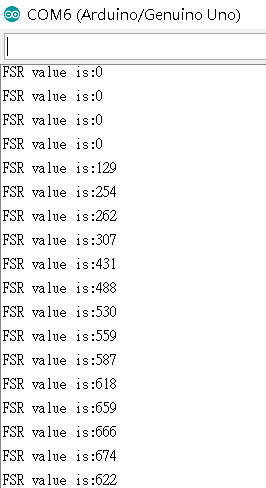 COM6 (Arduino/Genuino Uno)
FSR value is:0
FSR value is:0
FSR value is:0
FSR value is:0
FSR value is:129
FSR value is:254
FSR value is:262
FSR value is:307
FSR value is:431
FSR value is:488
FSR value is:530
FSR value is:559
FSR value is:587
FSR value is:618
FSR value is:659
FSR value is:666
FSR value is:674
FSR value is:622